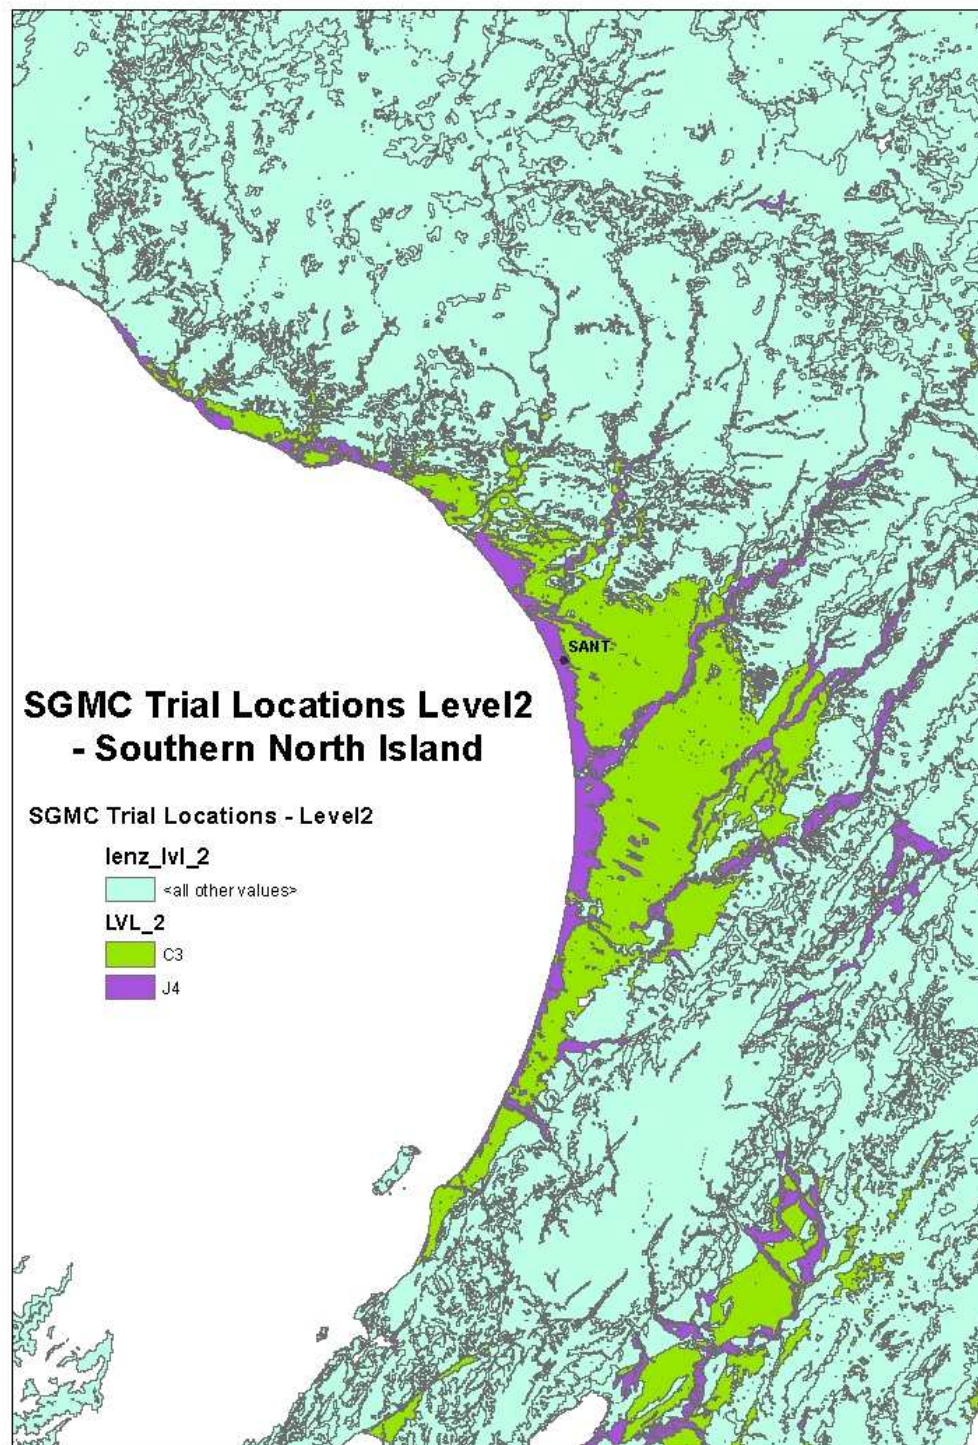 SANT
SGMC Trial Locations Level2
- Southern North Island
SGMC Trial Locations - Level2
lenz_lvl_2
<all other values>
LVL_2
C3
J4